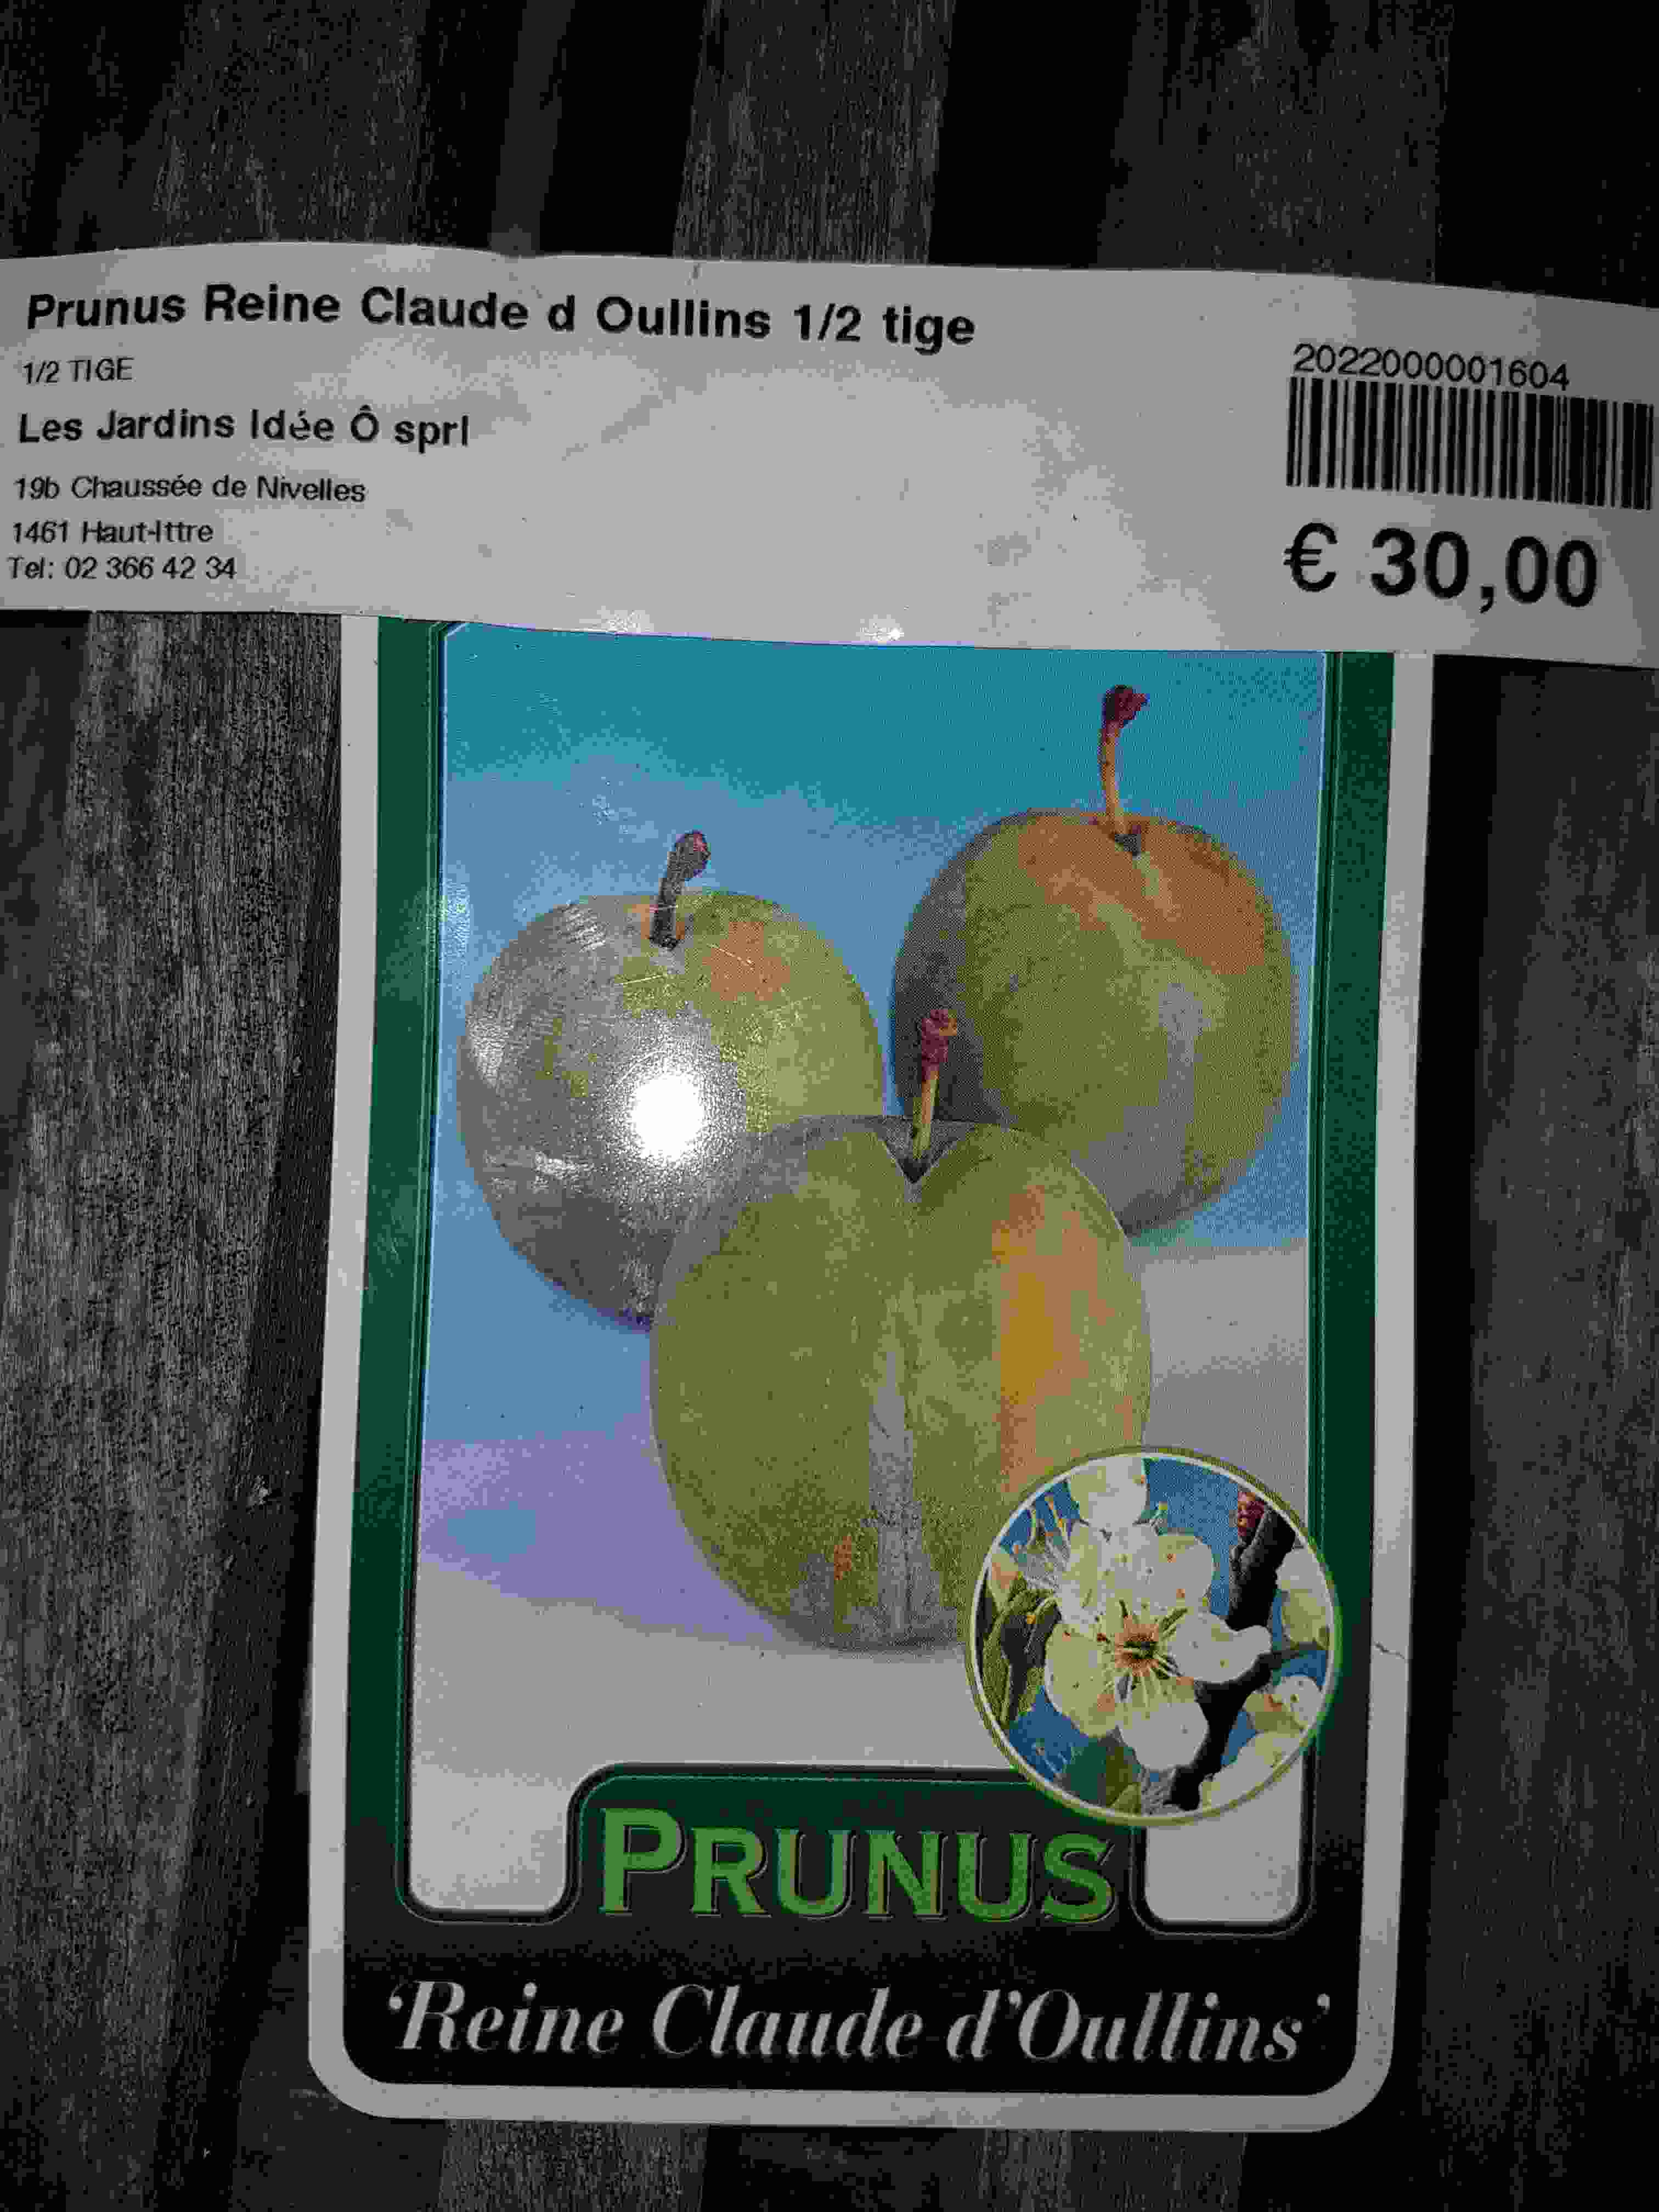 Prunus Reine Claude d Oullins 1/2 tige
1/2 TIGE
Les Jardins Idée Ô sprl
19b Chaussée de Nivelles
1461 Haut-Ittre
Tel: 02 366 42 34
2022000001604
€ 30,00
PRUNUS
'Reine Claude d'Oullins'